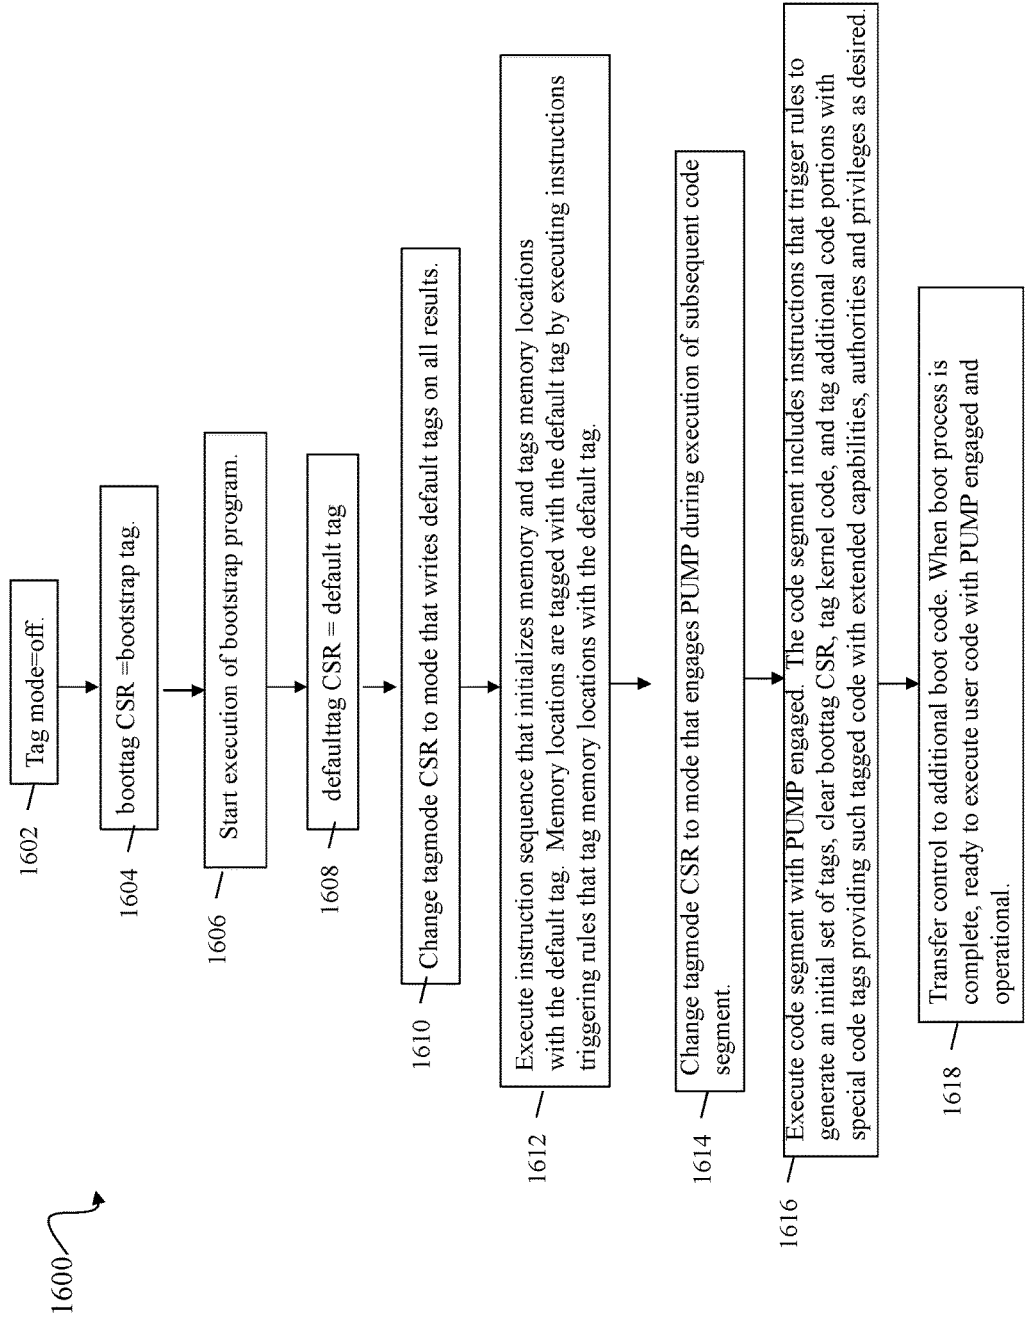 1600
1602
Tag mode=off.
1604
boottag CSR =bootstrap tag.
1606
Start execution of bootstrap program.
1608
defaulttag CSR = default tag
1610
Change tagmode CSR to mode that writes default tags on all results.
1612
Execute instruction sequence that initializes memory and tags memory locations
with the default tag.  Memory locations are tagged with the default tag by executing instructions
triggering rules that tag memory locations with the default tag.
1614
Change tagmode CSR to mode that engages PUMP during execution of subsequent code
segment.
1616
Execute code segment with PUMP engaged.  The code segment includes instructions that trigger rules to
generate an initial set of tags, clear boottag CSR, tag kernel code, and tag additional code portions with
special code tags providing such tagged code with extended capabilities, authorities and privileges as desired.
1618
Transfer control to additional boot code. When boot process is
complete, ready to execute user code with PUMP engaged and
operational.